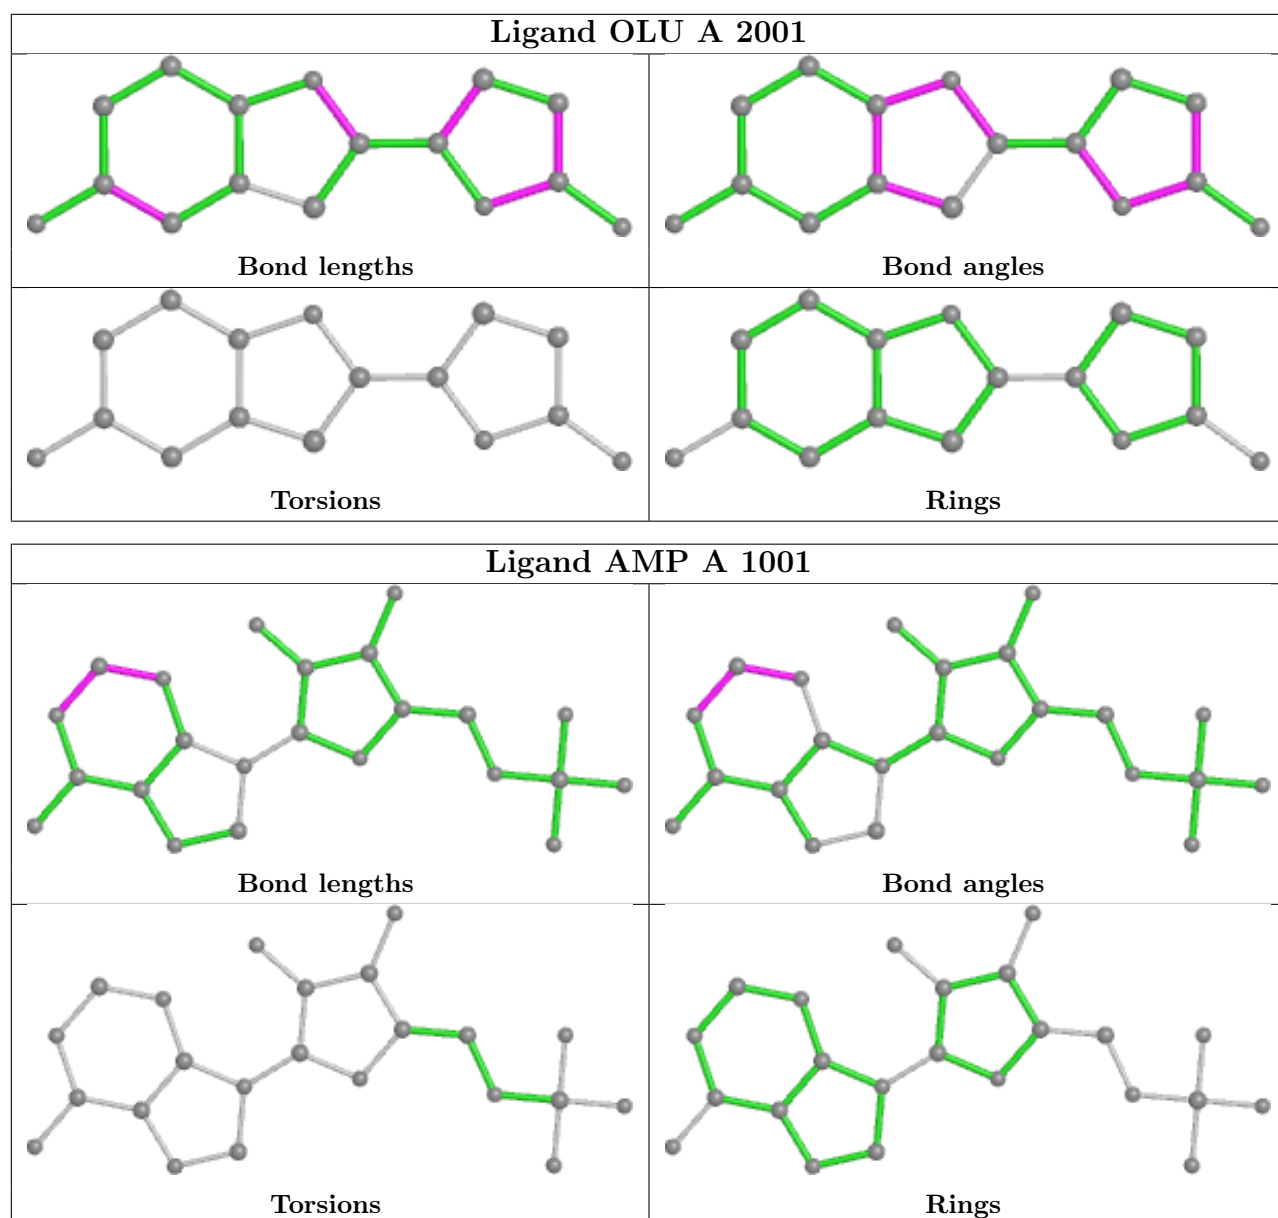 Ligand OLU A 2001
Bond lengths
Bond angles
Torsions
Rings
Ligand AMP A 1001
Bond lengths
Bond angles
Torsions
Rings